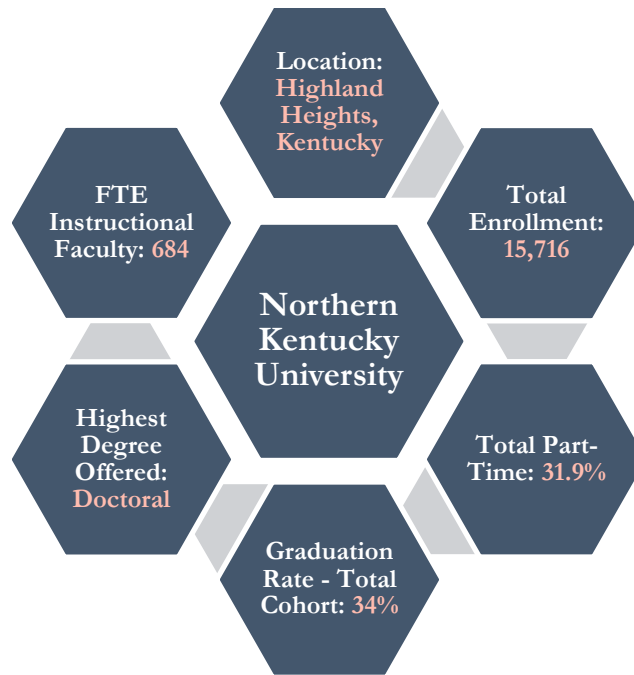 Location:
Highland
Heights,
Kentucky
FTE
Instructional
Faculty: 684
Total
Enrollment:
15,716
Northern
Kentucky
University
Highest
Degree
Offered:
Doctoral
Total Part-
Time: 31.9%
Graduation
Rate - Total
Cohort: 34%